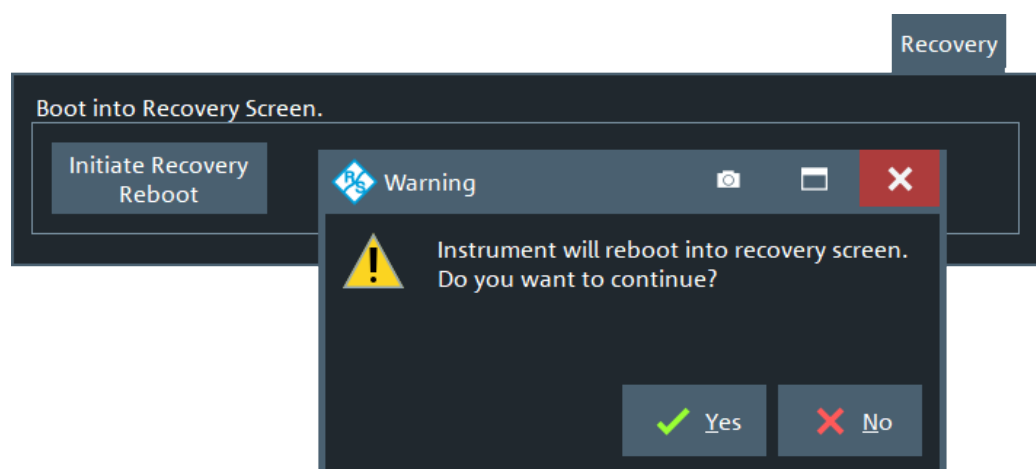 Recovery
Boot into Recovery Screen.
Initiate Recovery
Reboot
R/S Warning
Instrument will reboot into recovery screen.
Do you want to continue?
Yes
No